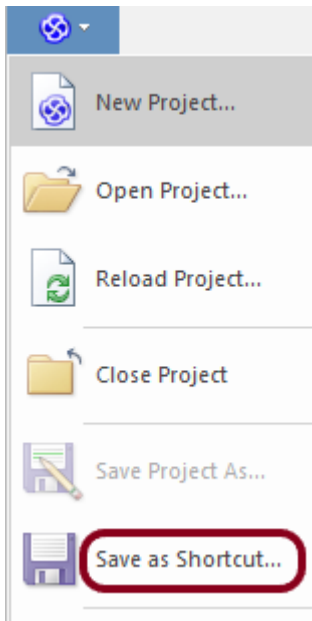 New Project...
Open Project...
Reload Project...
Close Project
Save Project As...
Save as Shortcut...